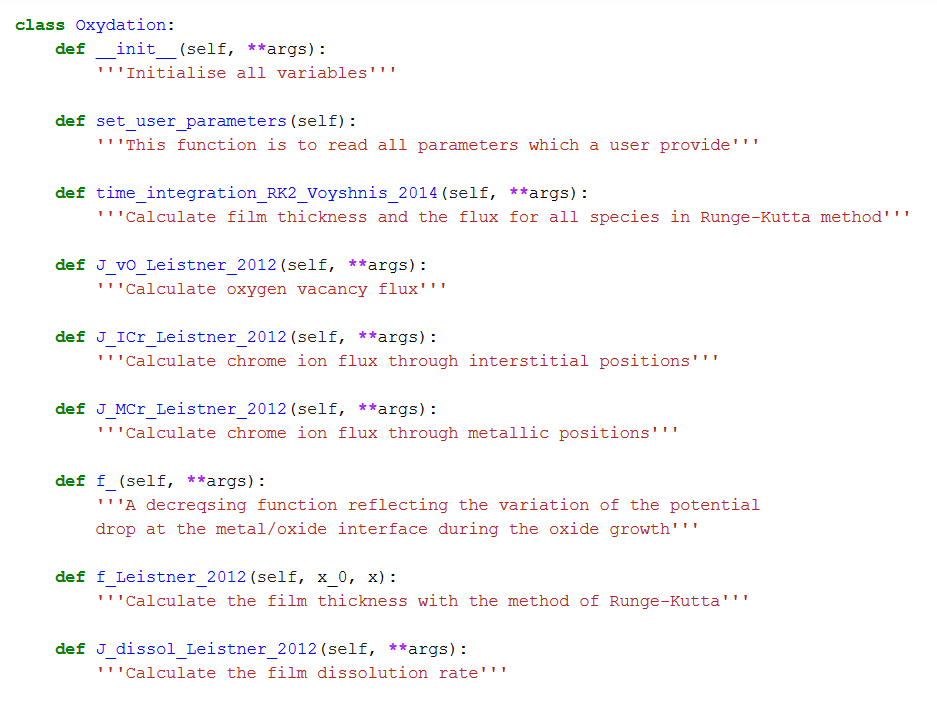 class Oxydation:
    def __init__(self, **args):
        '''Initialise all variables'''
    def set_user_parameters(self):
        '''This function is to read all parameters which a user provide'''
    def time_integration_RK2_Voyshnis_2014(self, **args):
        '''Calculate film thickness and the flux for all species in Runge-Kutta method'''
    def J_vO_Leistner_2012(self, **args):
        '''Calculate oxygen vacancy flux'''
    def J_ICr_Leistner_2012(self, **args):
        '''Calculate chrome ion flux through interstitial positions'''
    def J_MCr_Leistner_2012(self, **args):
        '''Calculate chrome ion flux through metallic positions'''
    def f_(self, **args):
        '''A decreqsing function reflecting the variation of the potential
        drop at the metal/oxide interface during the oxide growth'''
    def f_Leistner_2012(self, x_0, x):
        '''Calculate the film thickness with the method of Runge-Kutta'''
    def J_dissol_Leistner_2012(self, **args):
        '''Calculate the film dissolution rate'''